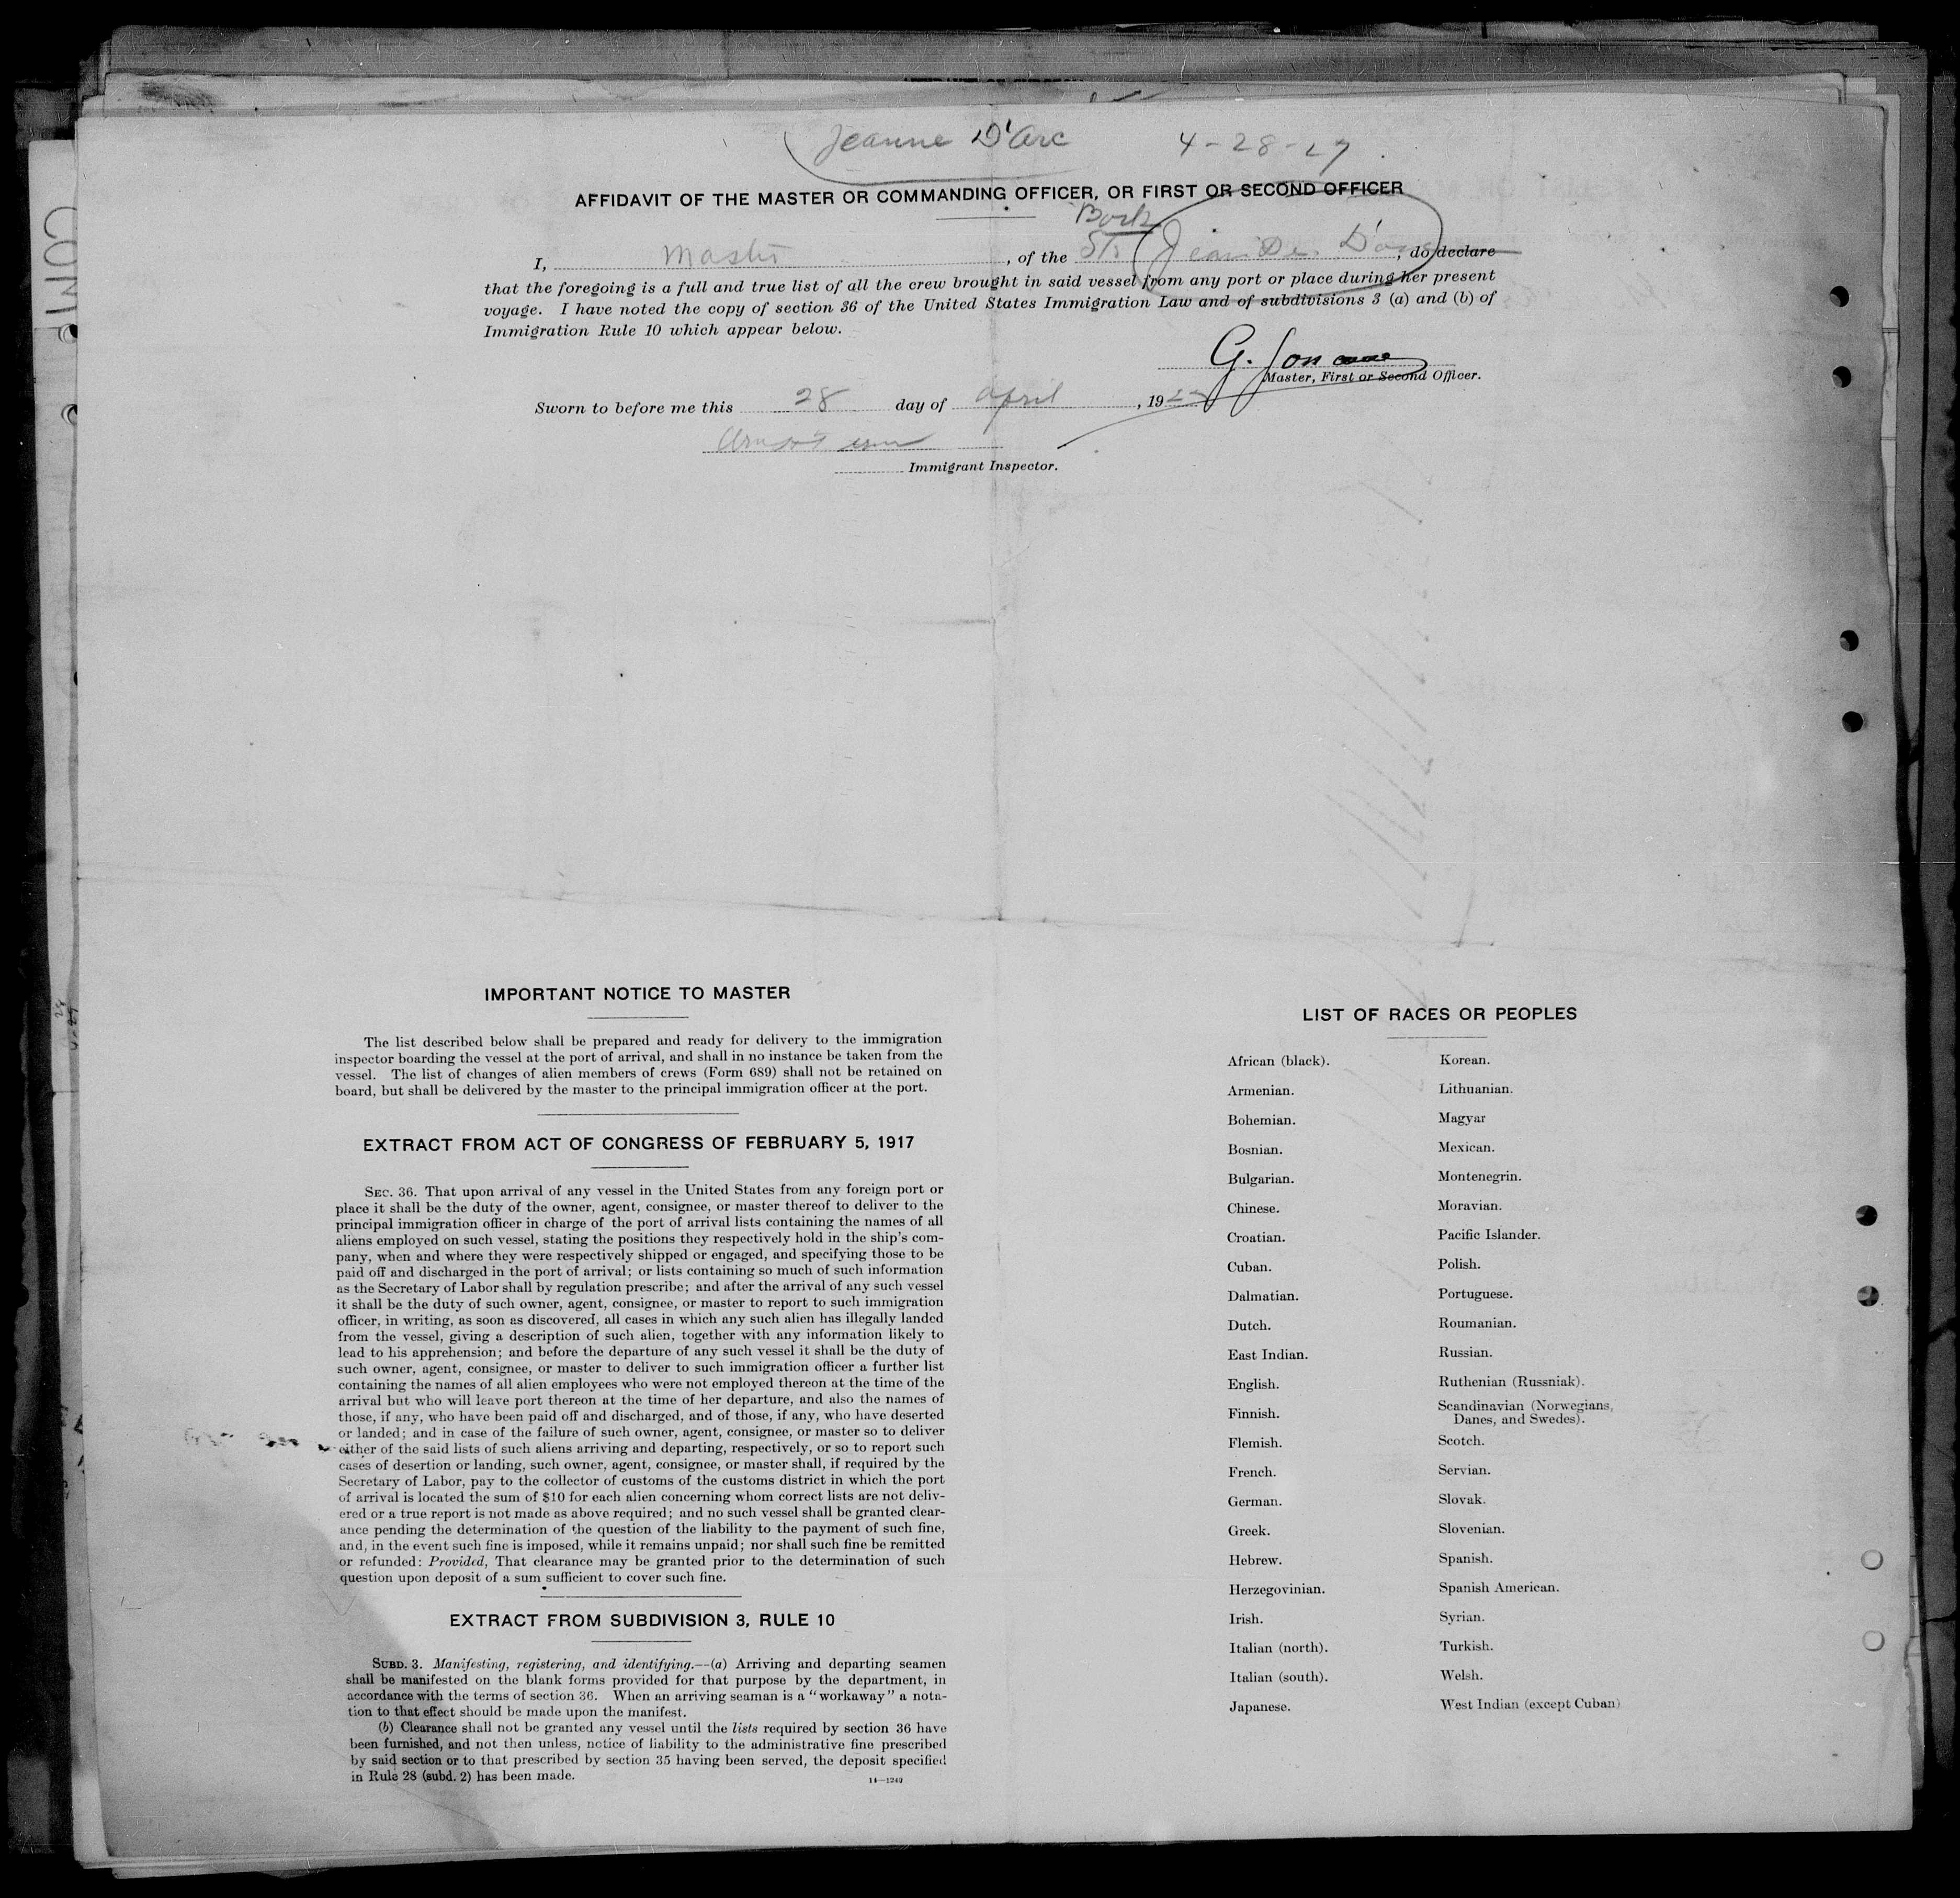 Jeanne D'Arc 4-28-27
AFFIDAVIT OF THE MASTER OR COMMANDING OFFICER, OR FIRST OR SECOND OFFICER
I, Master, of the S/S, do declare
that the foregoing is a full and true list of all the crew brought in said vessel from any port or place during her present
voyage. I have noted the copy of section 36 of the United States Immigration Law and of subdivisions 3 (a) and (b) of
Immigration Rule 10 which appear below.
G.
Master, First or Second Officer.
Sworn to before me this 28 day of April, 19
Immigrant Inspector.
IMPORTANT NOTICE TO MASTER
The list described below shall be prepared and ready for delivery to the immigration
inspector boarding the vessel at the port of arrival, and shall in no instance be taken from the
vessel. The list of changes of alien members of crews (Form 689) shall not be retained on
board, but shall be delivered by the master to the principal immigration officer at the port.
EXTRACT FROM ACT OF CONGRESS OF FEBRUARY 5, 1917
SEC. 36. That upon arrival of any vessel in the United States from any foreign port or
place it shall be the duty of the owner, agent, consignee, or master thereof to deliver to the
principal immigration officer in charge of the port of arrival lists containing the names of all
aliens employed on such vessel, stating the positions they respectively hold in the ship's com-
pany, when and where they were respectively shipped or engaged, and specifying those to be
paid off and discharged in the port of arrival; or lists containing so much of such information
as the Secretary of Labor shall by regulation prescribe; and after the arrival of any such vessel
it shall be the duty of such owner, agent, consignee, or master to report to such immigration
officer, in writing, as soon as discovered, all cases in which any such alien has illegally landed
from the vessel, giving a description of such alien, together with any information likely to
lead to his apprehension; and before the departure of any such vessel it shall be the duty of
such owner, agent, consignee, or master to deliver to such immigration officer a further list
containing the names of all alien employees who were not employed thereon at the time of the
arrival but who will leave port thereon at the time of her departure, and also the names of
those, if any, who have been paid off and discharged, and of those, if any, who have deserted
or landed; and in case of the failure of such owner, agent, consignee, or master so to deliver
either of the said lists of such aliens arriving and departing, respectively, or so to report such
cases of desertion or landing, such owner, agent, consignee, or master shall, if required by the
Secretary of Labor, pay to the collector of customs of the customs district in which the port
of arrival is located the sum of $10 for each alien concerning whom correct lists are not deliv-
ered or a true report is not made as above required; and no such vessel shall be granted clear-
ance pending the determination of the question of the liability to the payment of such fine,
and, in the event such fine is imposed, while it remains unpaid; nor shall such fine be remitted
or refunded: Provided, That clearance may be granted prior to the determination of such
question upon deposit of a sum sufficient to cover such fine.
EXTRACT FROM SUBDIVISION 3, RULE 10
SUBD. 3. Manifesting, registering, and identifying.—(a) Arriving and departing seamen
shall be manifested on the blank forms provided for that purpose by the department, in
accordance with the terms of section 36. When an arriving seaman is a "workaway" a nota-
tion to that effect should be made upon the manifest.
(b) Clearance shall not be granted any vessel until the lists required by section 36 have
been furnished, and not then unless, notice of liability to the administrative fine prescribed
by said section or to that prescribed by section 35 having been served, the deposit specified
in Rule 28 (subd. 2) has been made.
14—1249
LIST OF RACES OR PEOPLES
African (black).
Armenian.
Bohemian.
Bosnian.
Bulgarian.
Chinese.
Croatian.
Cuban.
Dalmatian.
Dutch.
East Indian.
English.
Finnish.
Flemish.
French.
German.
Greek.
Hebrew.
Herzegovinian.
Irish.
Italian (north).
Italian (south).
Japanese.
Korean.
Lithuanian.
Magyar
Mexican.
Montenegrin.
Moravian.
Pacific Islander.
Polish.
Portuguese.
Roumanian.
Russian.
Ruthenian (Russniak).
Scandinavian (Norwegians,
Danes, and Swedes).
Scotch.
Servian.
Slovak.
Slovenian.
Spanish.
Spanish American.
Syrian.
Turkish.
Welsh.
West Indian (except Cuban)